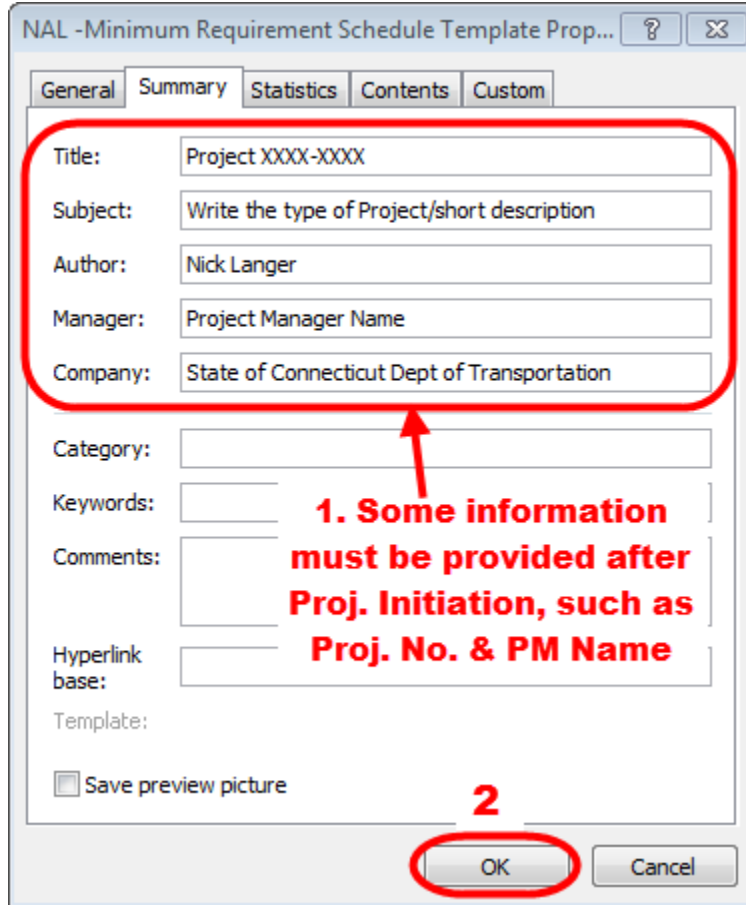 NAL -Minimum Requirement Schedule Template Prop...
General Summary Statistics Contents Custom
Title: Project XXXX-XXXX
Subject: Write the type of Project/short description
Author: Nick Langer
Manager: Project Manager Name
Company: State of Connecticut Dept of Transportation
Category:
Keywords:
Comments:
1. Some information
must be provided after
Proj. Initiation, such as
Proj. No. & PM Name
Hyperlink
base:
Template:
Save preview picture
2
OK Cancel